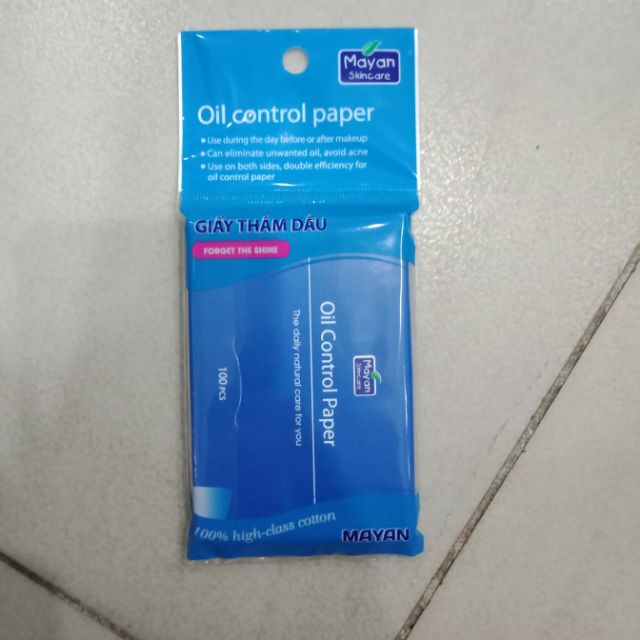 Mayan
Skincare
Oil control paper
• Use during the day before or after makeup
• Can eliminate unwanted oil, avoid acne
• Use on both sides, double efficiency for
oil control paper
GIẤY THẤM DẦU
FORGET THE SHINE
Mayan
Skincare
Oil Control Paper
The daily natural care for you
100 PCS
100% high-class cotton
MAYAN